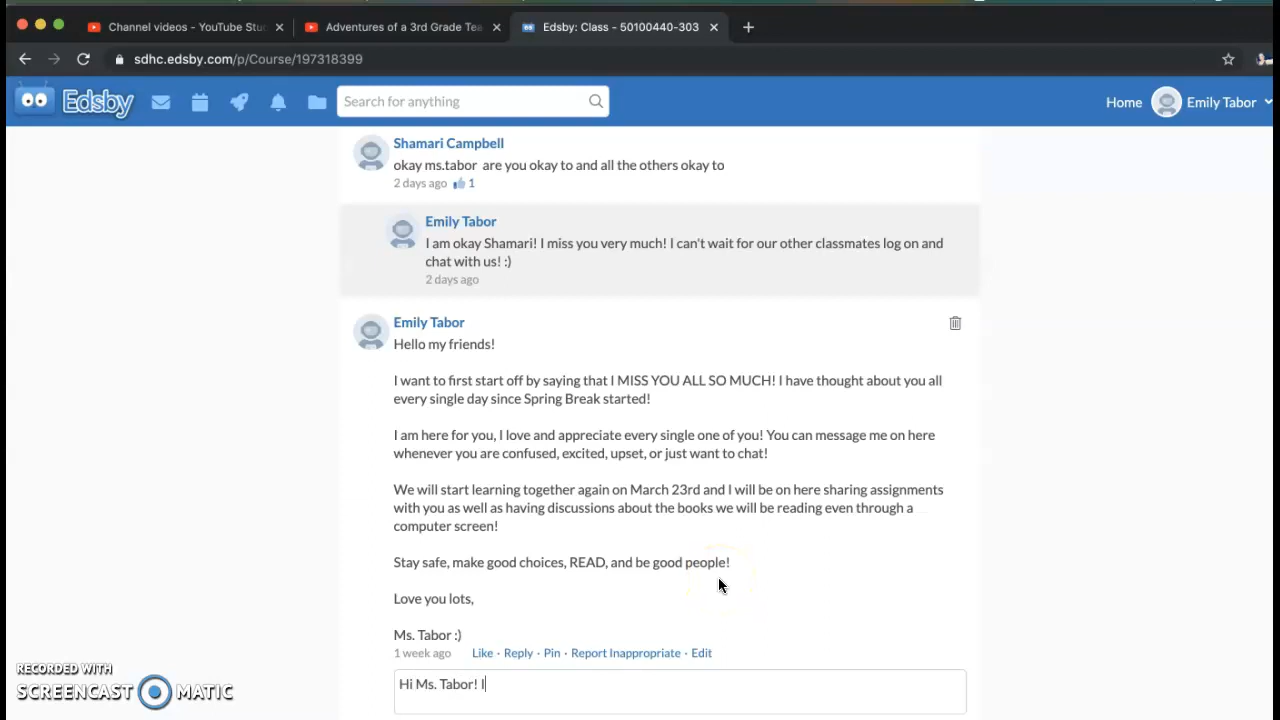 Channel videos - YouTube Stu
Adventures of a 3rd Grade Tea
Edsby: Class - 50100440-303
sdhc.edsby.com/p/Course/197318399
Edsby
Search for anything
Home
Emily Tabor
Shamari Campbell
okay ms.tabor are you okay to and all the others okay to
2 days ago 1
Emily Tabor
I am okay Shamari! I miss you very much! I can't wait for our other classmates log on and
chat with us! :)
2 days ago
Emily Tabor
Hello my friends!
I want to first start off by saying that I MISS YOU ALL SO MUCH! I have thought about you all
every single day since Spring Break started!
I am here for you, I love and appreciate every single one of you! You can message me on here
whenever you are confused, excited, upset, or just want to chat!
We will start learning together again on March 23rd and I will be on here sharing assignments
with you as well as having discussions about the books we will be reading even through a
computer screen!
Stay safe, make good choices, READ, and be good people!
Love you lots,
Ms. Tabor :)
1 week ago Like · Reply · Pin · Report Inappropriate · Edit
Hi Ms. Tabor! I
RECORDED WITH
SCREENCAST MATIC